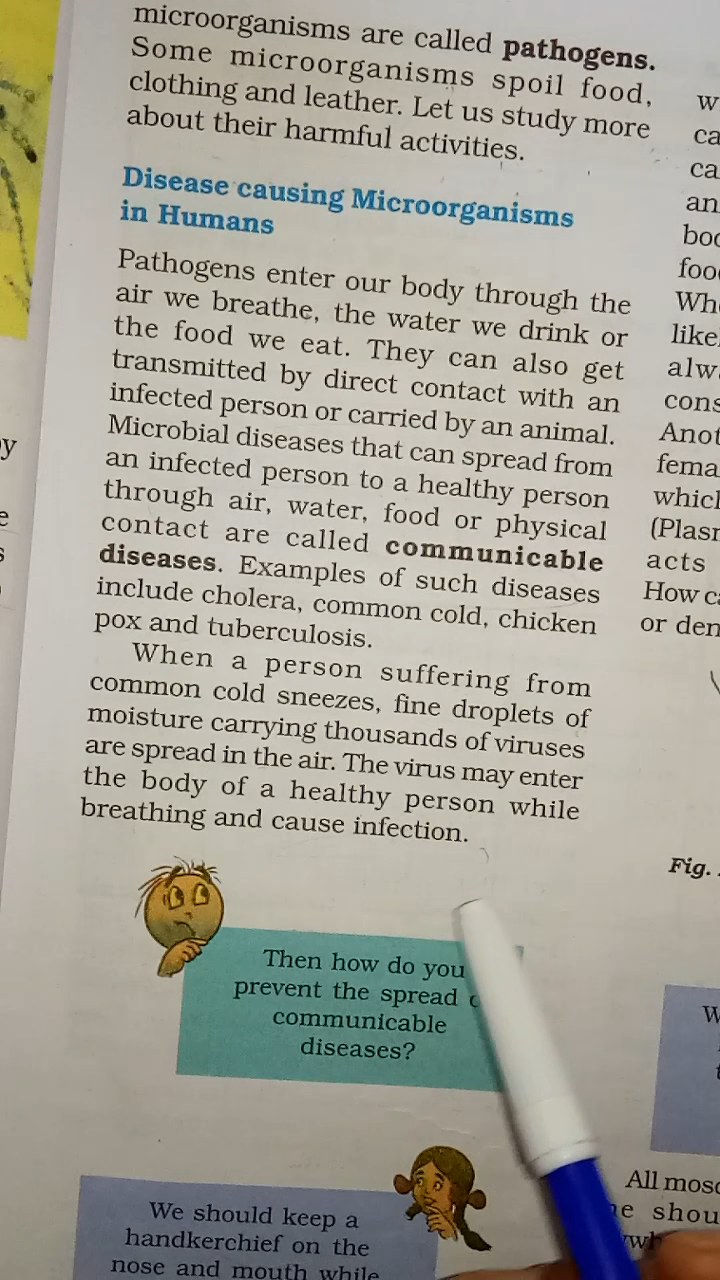 microorganisms are called pathogens.
Some microorganisms spoil food,
clothing and leather. Let us study more
about their harmful activities.
Disease causing Microorganisms
in Humans
Pathogens enter our body through the
air we breathe, the water we drink or
the food we eat. They can also get
transmitted by direct contact with an
infected person or carried by an animal.
Microbial diseases that can spread from
an infected person to a healthy person
through air, water, food or physical
contact are called communicable
diseases. Examples of such diseases
include cholera, common cold, chicken
pox and tuberculosis.
When a person suffering from
common cold sneezes, fine droplets of
moisture carrying thousands of viruses
are spread in the air. The virus may enter
the body of a healthy person while
breathing and cause infection.
Then how do you
prevent the spread
communicable
diseases?
We should keep a
handkerchief on the
nose and mouth while
Fig.
All